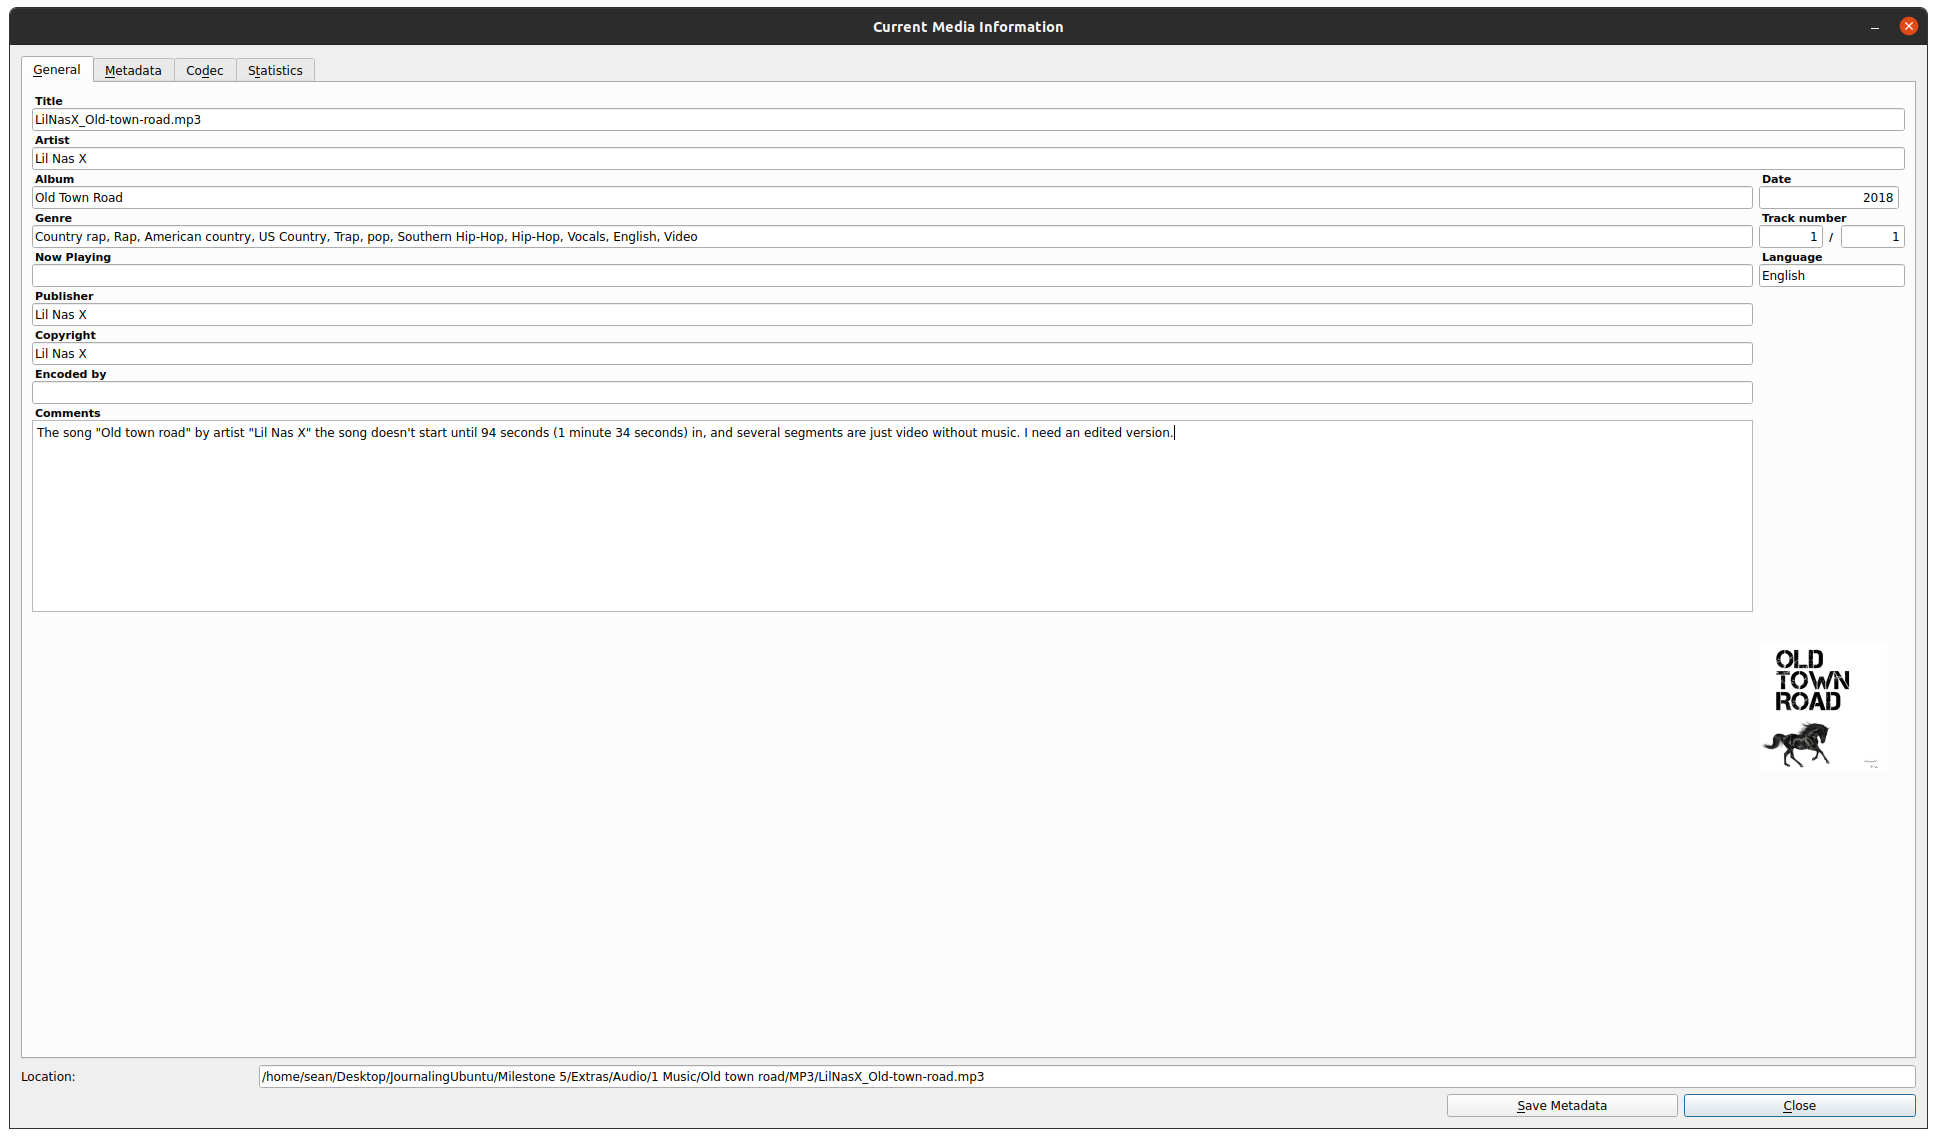 Current Media Information
General Metadata Codec Statistics
Title
LilNasX_Old-town-road.mp3
Artist
Lil Nas X
Album Date
Old Town Road 2018
Genre Track number
Country rap, Rap, American country, US Country, Trap, pop, Southern Hip-Hop, Hip-Hop, Vocals, English, Video 1 / 1
Now Playing Language
English
Publisher
Lil Nas X
Copyright
Lil Nas X
Encoded by
Comments
The song "Old town road" by artist "Lil Nas X" the song doesn't start until 94 seconds (1 minute 34 seconds) in, and several segments are just video without music. I need an edited version.
OLD
TOWN
ROAD
Location: /home/sean/Desktop/JournalingUbuntu/Milestone 5/Extras/Audio/1 Music/Old town road/MP3/LilNasX_Old-town-road.mp3
Save Metadata Close